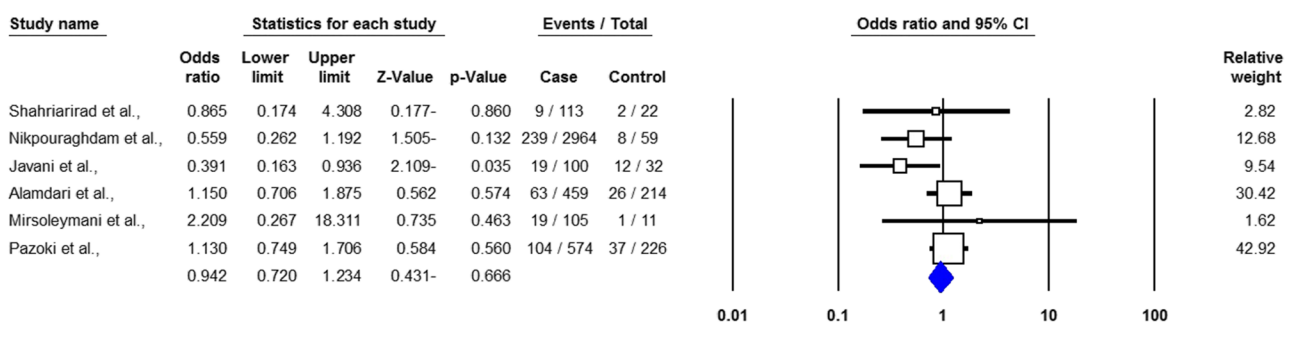 Study name Statistics for each study Events / Total Odds ratio and 95% CI
Odds Lower Upper Relative
ratio limit limit Z-Value p-Value Case Control weight
Shahriarirad et al., 0.865 0.174 4.308 0.177- 0.860 9 / 113 2 / 22 2.82
Nikpouraghdam et al., 0.559 0.262 1.192 1.505- 0.132 239 / 2964 8 / 59 12.68
Javani et al., 0.391 0.163 0.936 2.109- 0.035 19 / 100 12 / 32 9.54
Alamdari et al., 1.150 0.706 1.875 0.562 0.574 63 / 459 26 / 214 30.42
Mirsoleymani et al., 2.209 0.267 18.311 0.735 0.463 19 / 105 1 / 11 1.62
Pazoki et al., 1.130 0.749 1.706 0.584 0.560 104 / 574 37 / 226 42.92
0.942 0.720 1.234 0.431- 0.666
0.01 0.1 1 10 100